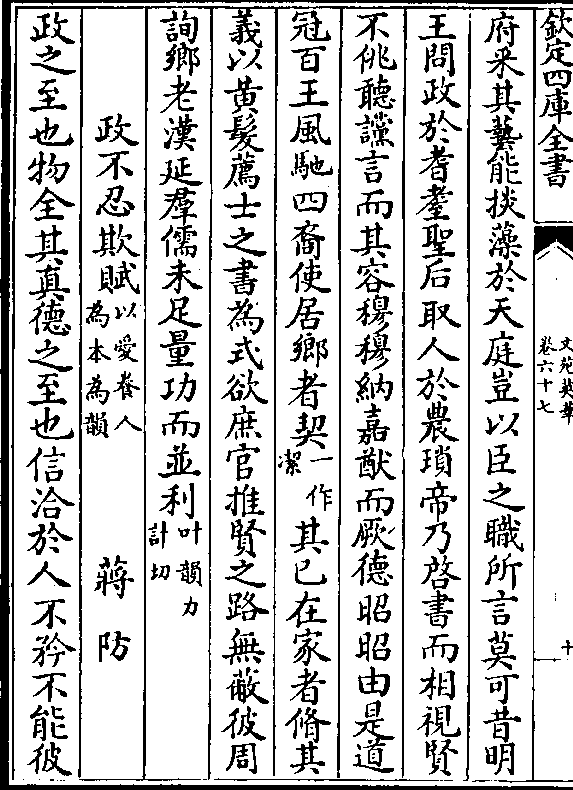 欽定四庫全書
文苑英華
卷六十七
十
府采其藝能掞藻於天庭豈以臣之職所言莫可昔明
王問政於耆耋聖后取人於農瑣帝乃啓書而相視賢
不佻聽讜言而其容穆穆納嘉猷而厥德昭昭由是道
冠百王風馳四裔使居鄉者契一作潔其已在家者脩其
義以黄髮薦士之書為式欲庶官推賢之路無蔽彼周
詢鄉老漢延羣儒未足量功而並利叶韻力計切
政不忍欺賦以愛養人為本為韻 蔣防
政之至也物全其真德之至也信洽於人不矜不能彼